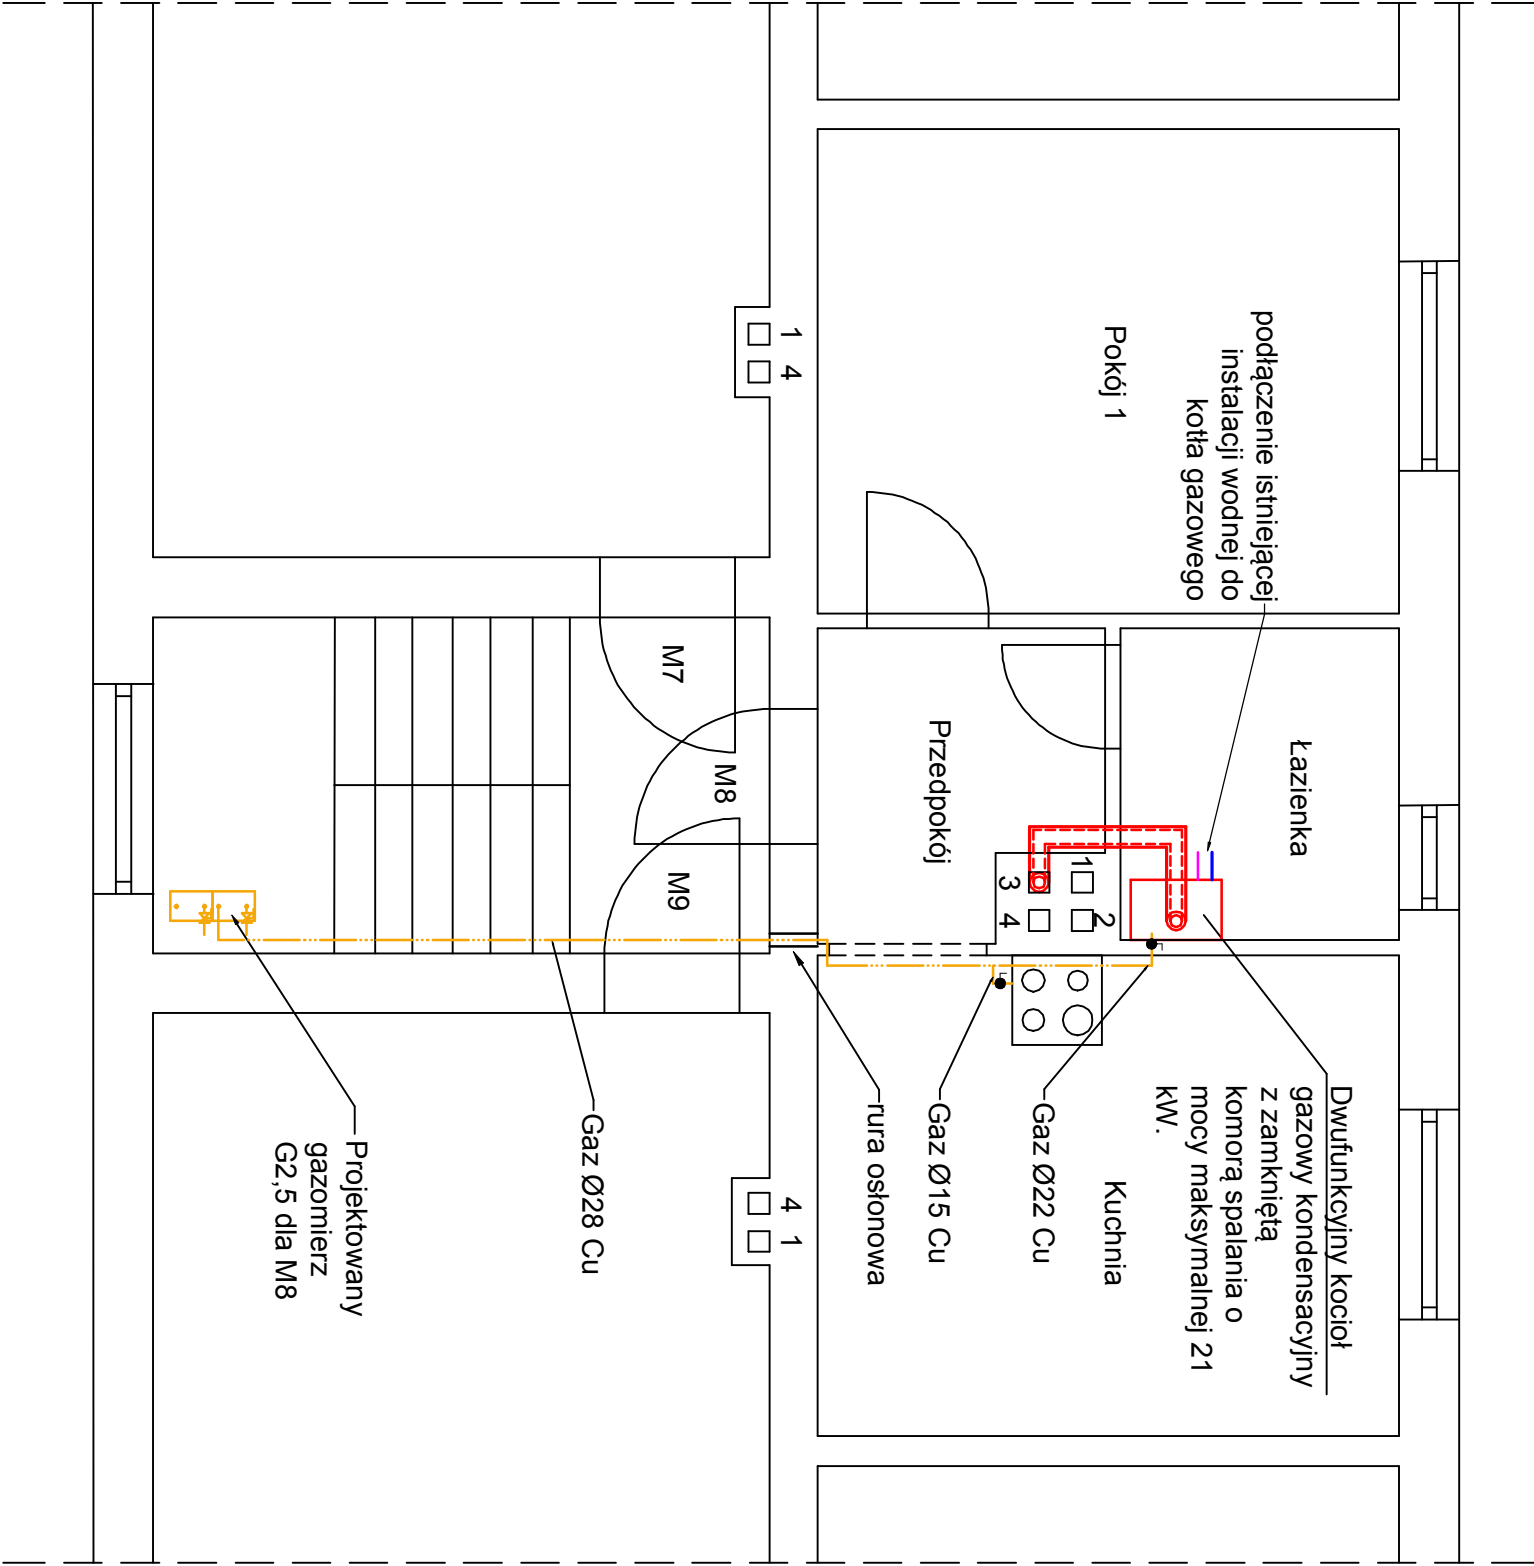 podłączenie istniejącej
instalacji wodnej do
kotła gazowego
Pokój 1
1
4
Łazienka
Przedpokój
M7
M8
M9
1
2
3
4
Dwufunkcyjny kocioł
gazowy kondensacyjny
z zamkniętą
komorą spalania o
mocy maksymalnej 21
kW.
Kuchnia
Gaz Ø22 Cu
Gaz Ø15 Cu
rura osłonowa
4
1
Gaz Ø28 Cu
Projektowany
gazomierz
G2,5 dla M8